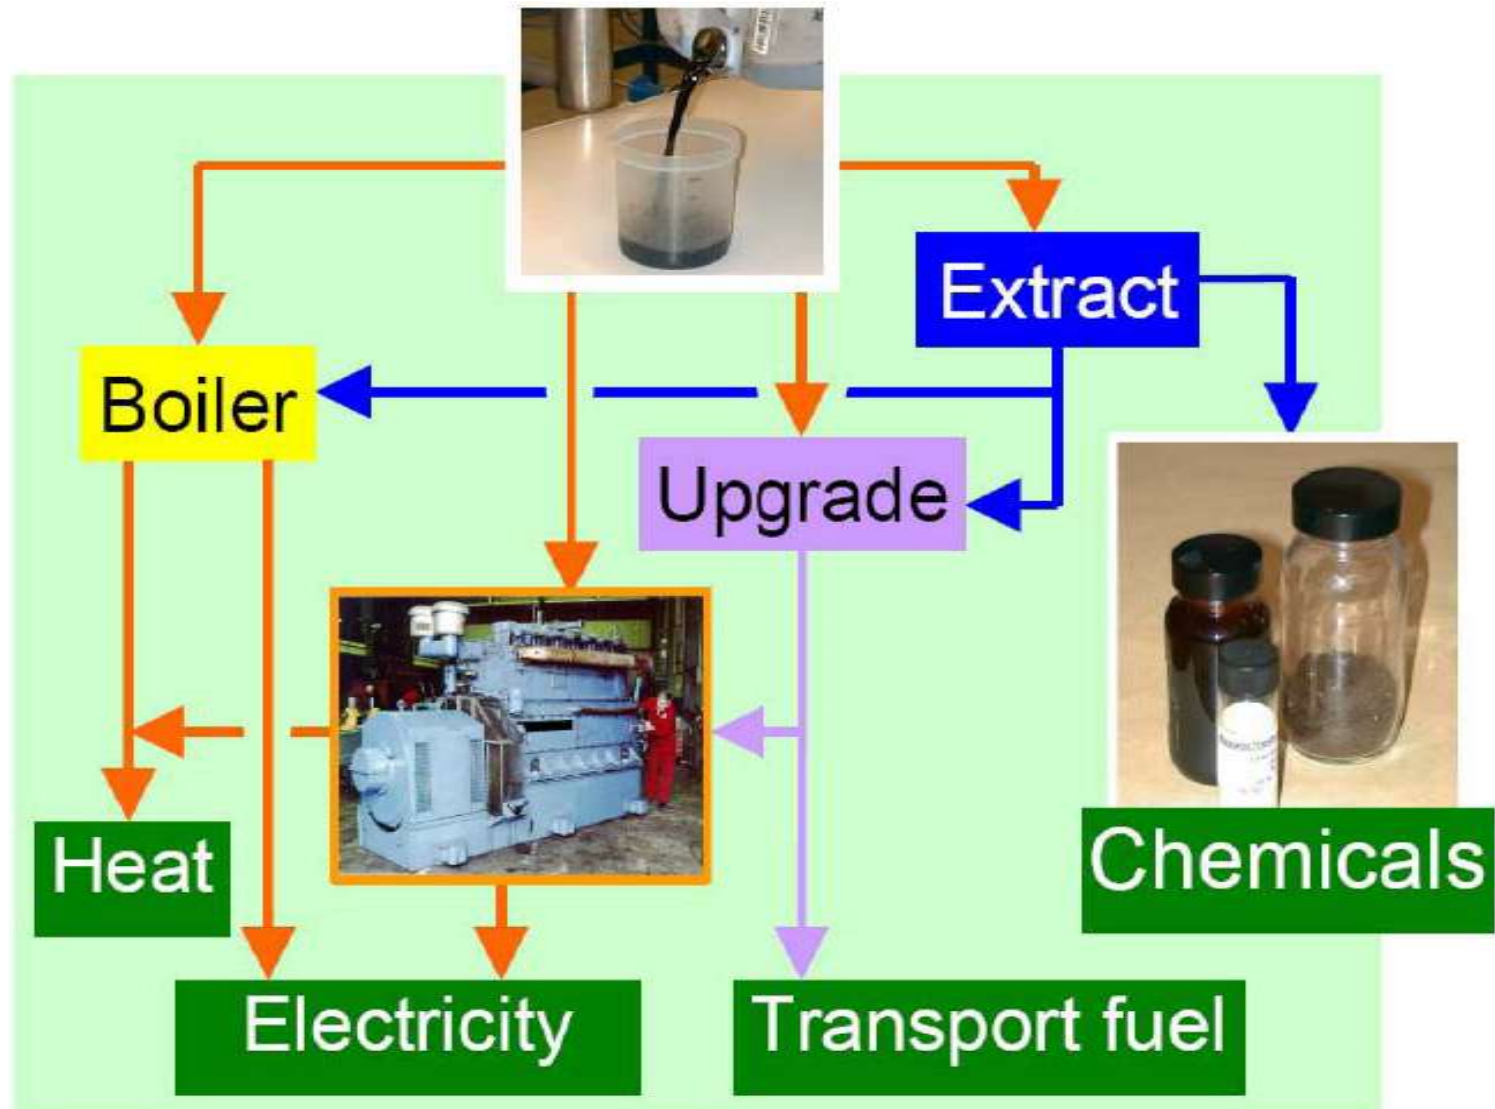 Extract
Boiler
Upgrade
Heat
Chemicals
Electricity
Transport fuel